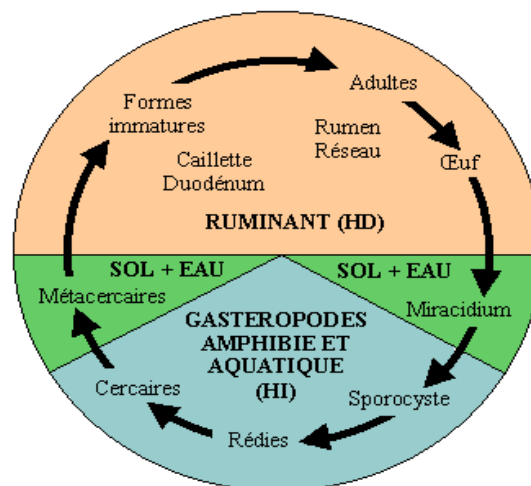 Adultes
Formes
immatures
Rumen
Réseau
Caillette
Duodénum
Œuf
RUMINANT (HD)
SOL + EAU
SOL + EAU
Métacercaires
Miracidium
GASTEROPODES
AMPHIBIE ET
AQUATIQUE
(HI)
Cercaires
Sporocyste
Rédies